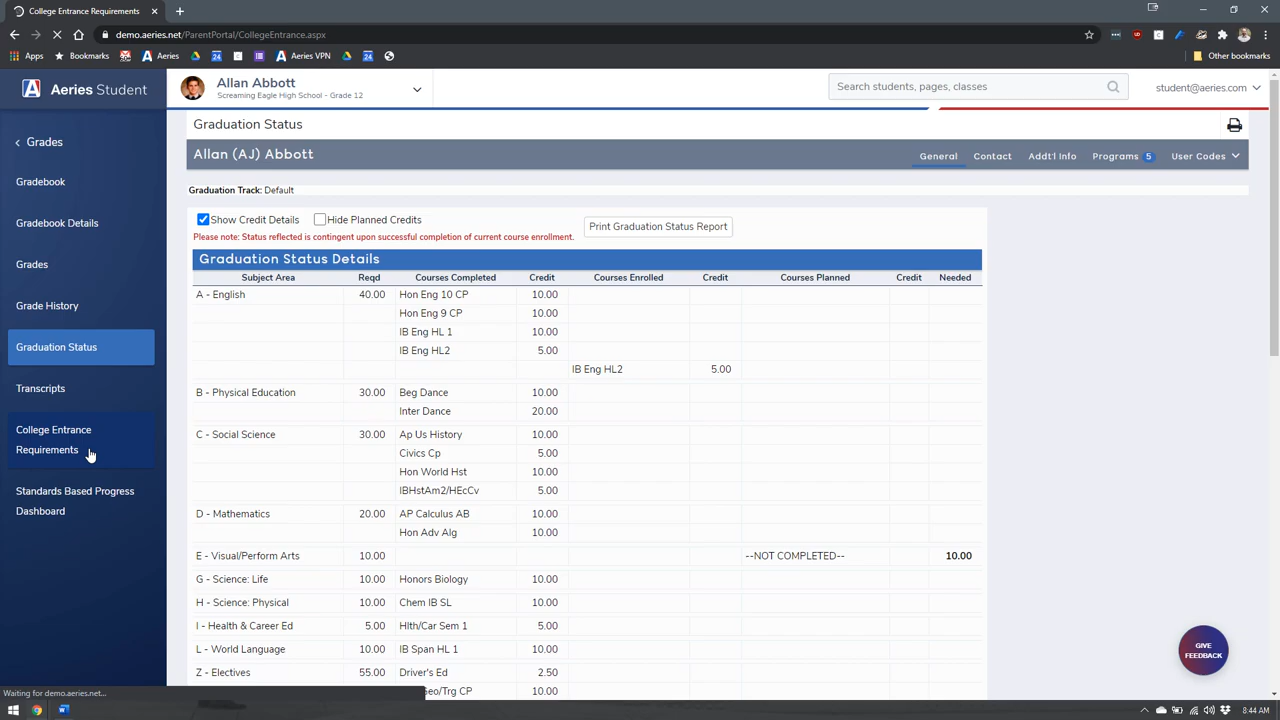 College Entrance Requirements
demo.aeries.net/ParentPortal/CollegeEntrance.aspx
Apps Bookmarks Aeries Aeries VPN Other bookmarks
Aeries Student
Allan Abbott
Screaming Eagle High School - Grade 12
Search students, pages, classes
student@aeries.com
Grades
Gradebook
Gradebook Details
Grades
Grade History
Graduation Status
Transcripts
College Entrance
Requirements
Standards Based Progress
Dashboard
Graduation Status
Allan (AJ) Abbott
General Contact Addt'l Info Programs 5 User Codes
Graduation Track: Default
Show Credit Details Hide Planned Credits Print Graduation Status Report
Please note: Status reflected is contingent upon successful completion of current course enrollment.
Graduation Status Details
Subject Area Reqd Courses Completed Credit Courses Enrolled Credit Courses Planned Credit Needed
A - English 40.00 Hon Eng 10 CP 10.00
Hon Eng 9 CP 10.00
IB Eng HL 1 10.00
IB Eng HL2 5.00
IB Eng HL2 5.00
B - Physical Education 30.00 Beg Dance 10.00
Inter Dance 20.00
C - Social Science 30.00 Ap Us History 10.00
Civics Cp 5.00
Hon World Hst 10.00
IBHstAm2/HEcCv 5.00
D - Mathematics 20.00 AP Calculus AB 10.00
Hon Adv Alg 10.00
E - Visual/Perform Arts 10.00 --NOT COMPLETED-- 10.00
G - Science: Life 10.00 Honors Biology 10.00
H - Science: Physical 10.00 Chem IB SL 10.00
I - Health & Career Ed 5.00 Hlth/Car Sem 1 5.00
L - World Language 10.00 IB Span HL 1 10.00
Z - Electives 55.00 Driver's Ed 2.50
eo/Trg CP 10.00
GIVE
FEEDBACK
Waiting for demo.aeries.net...
8:44 AM